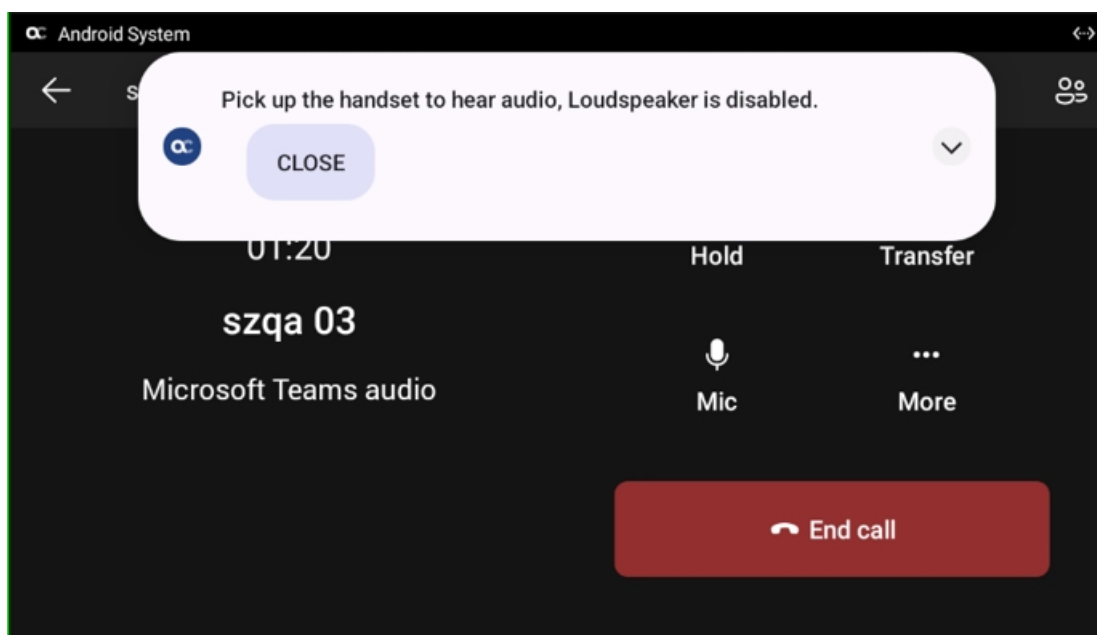 Android System
s
Pick up the handset to hear audio, Loudspeaker is disabled.
CLOSE
01:20
Hold
Transfer
szqa 03
Microsoft Teams audio
Mic
More
End call